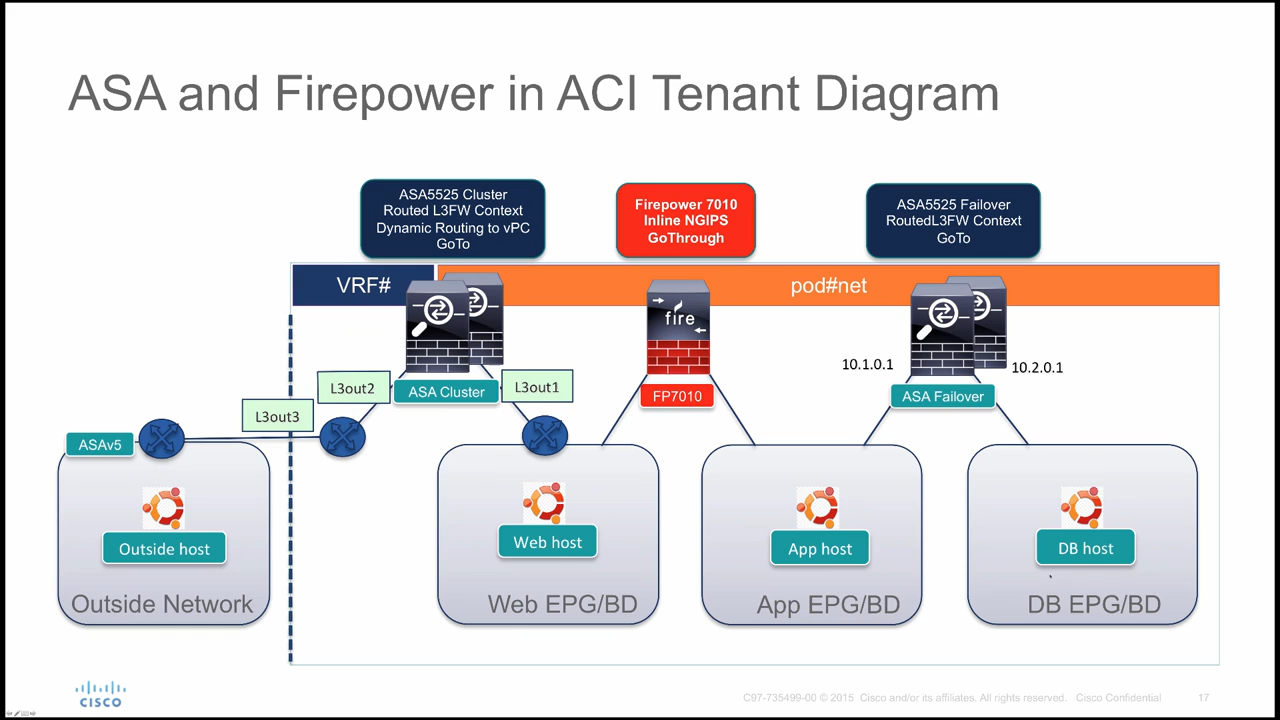 ASA and Firepower in ACI Tenant Diagram
ASA5525 Cluster
Routed L3FW Context
Dynamic Routing to vPC
GoTo
Firepower 7010
Inline NGIPS
GoThrough
ASA5525 Failover
RoutedL3FW Context
GoTo
VRF#
pod#net
fire
10.1.0.1
10.2.0.1
L3out2
ASA Cluster
L3out1
FP7010
ASA Failover
L3out3
ASAv5
Outside host
Web host
App host
DB host
Outside Network
Web EPG/BD
App EPG/BD
DB EPG/BD
CISCO
C97-735499-00 © 2015 Cisco and/or its affiliates. All rights reserved. Cisco Confidential
17